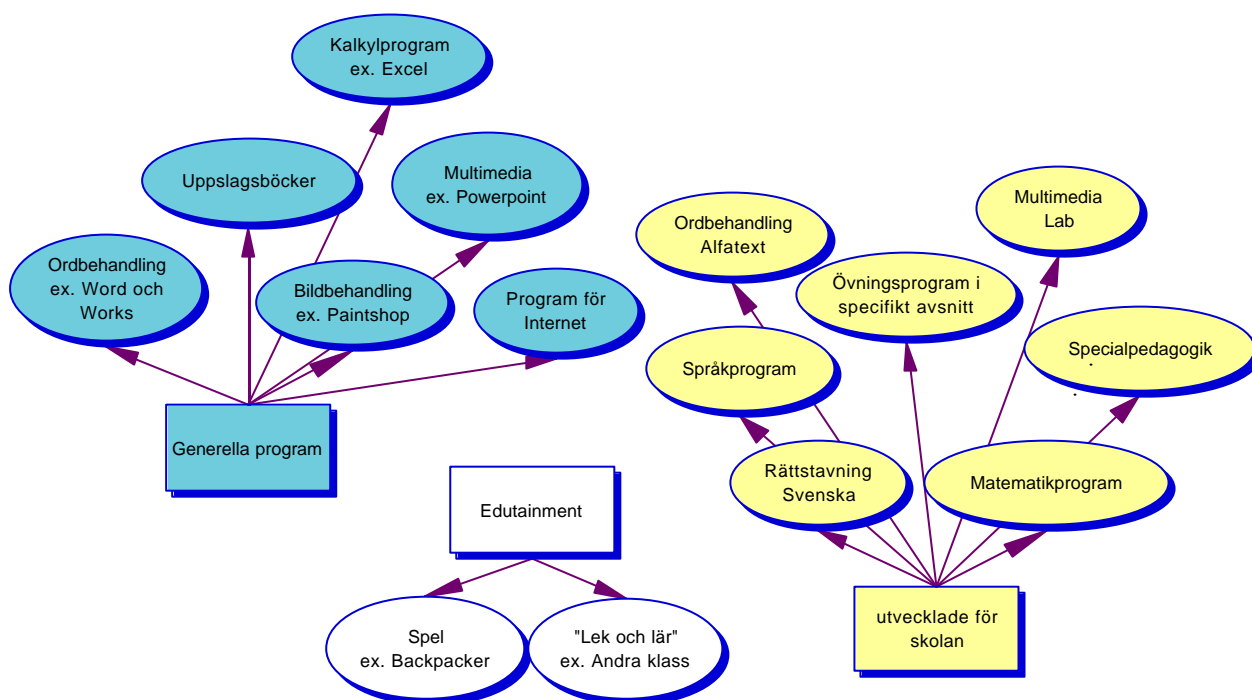 Kalkylprogram
ex. Excel
Uppslagsböcker
Multimedia
ex. Powerpoint
Ordbehandling
ex. Word och
Works
Bildbehandling
ex. Paintshop
Program för
Internet
Generella program
Edutainment
Spel
ex. Backpacker
"Lek och lär"
ex. Andra klass
Ordbehandling
Alfatext
Multimedia
Lab
Övningsprogram i
specifikt avsnitt
Språkprogram
Specialpedagogik
Rättstavning
Svenska
Matematikprogram
utvecklade för
skolan